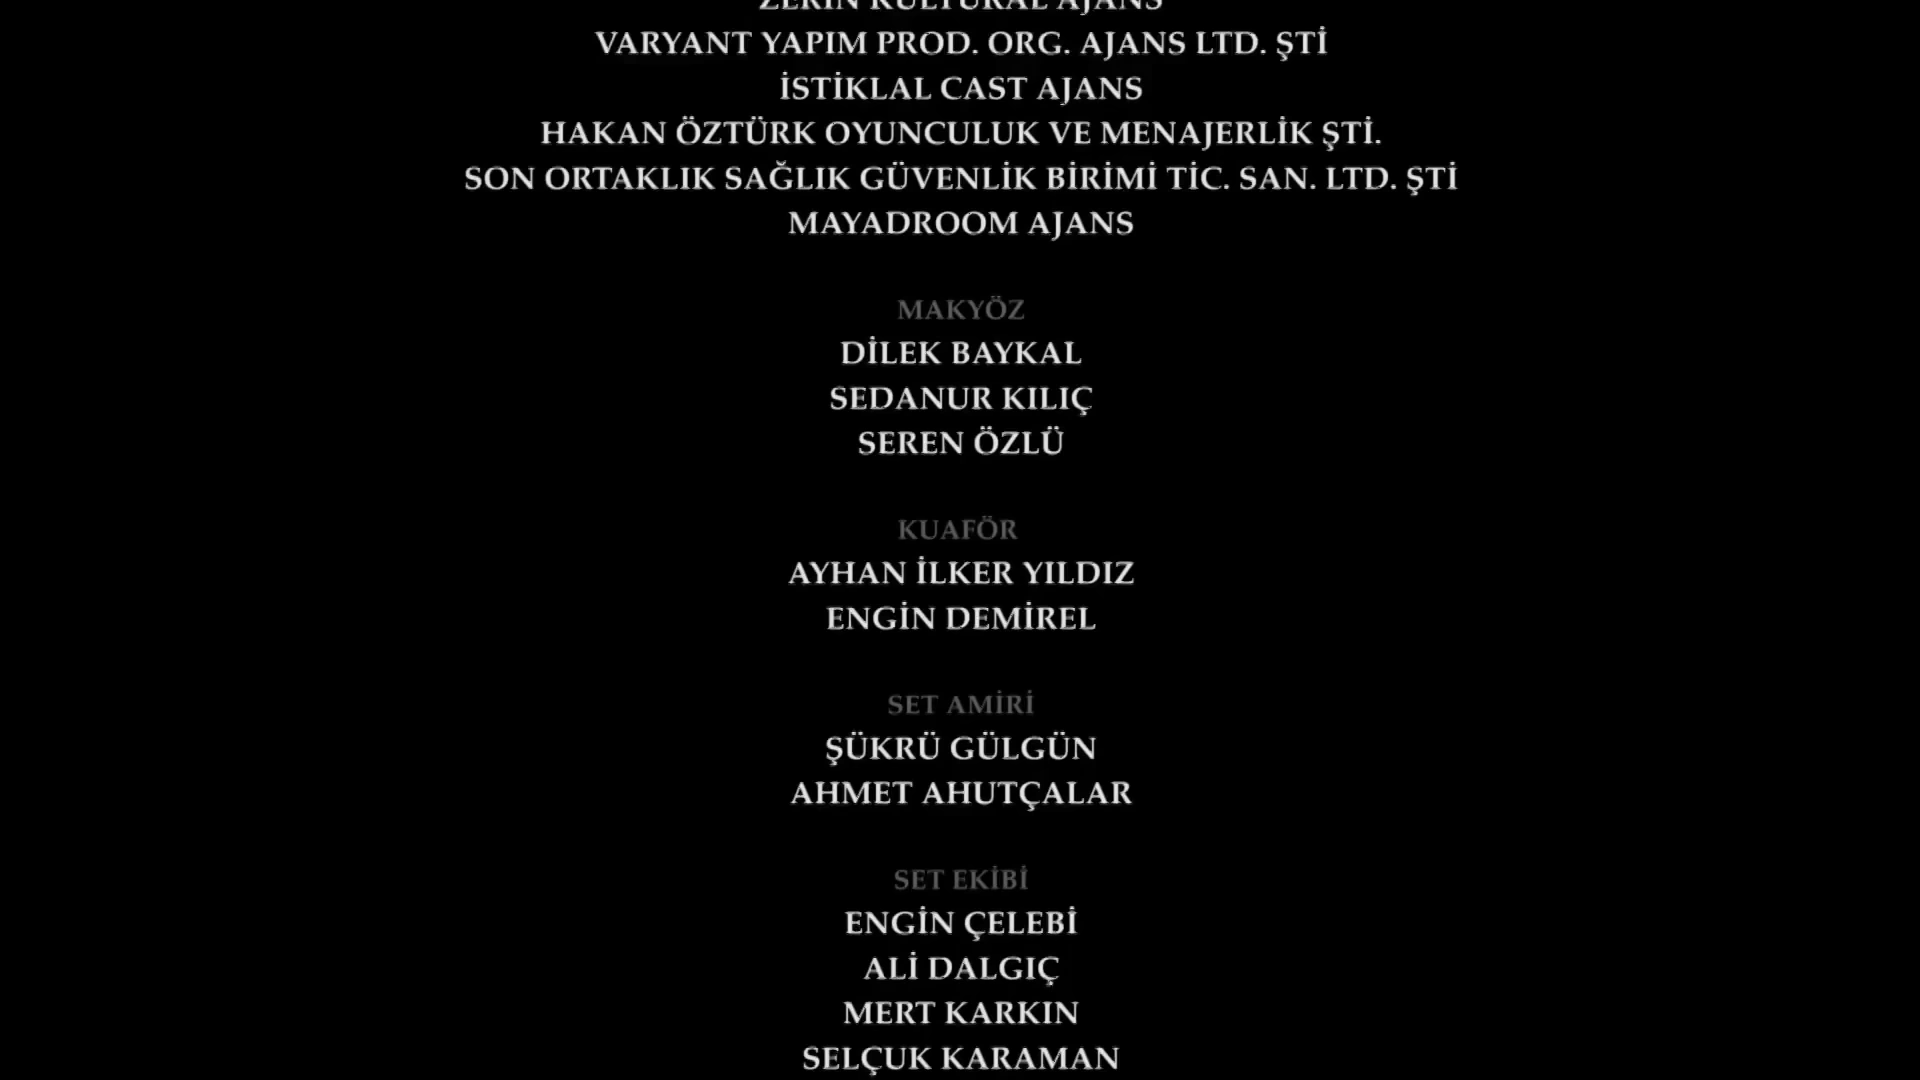 ZERİN KÜLTÜRAL AJANS
VARYANT YAPIM PROD. ORG. AJANS LTD. ŞTİ
İSTİKLAL CAST AJANS
HAKAN ÖZTÜRK OYUNCULUK VE MENAJERLİK ŞTİ.
SON ORTAKLIK SAĞLIK GÜVENLİK BİRİMİ TİC. SAN. LTD. ŞTİ
MAYADROOM AJANS
MAKYÖZ
DİLEK BAYKAL
SEDANUR KILIÇ
SEREN ÖZLÜ
KUAFÖR
AYHAN İLKER YILDIZ
ENGİN DEMİREL
SET AMİRİ
ŞÜKRÜ GÜLGÜN
AHMET AHUTÇALAR
SET EKİBİ
ENGİN ÇELEBİ
ALİ DALGIÇ
MERT KARKIN
SELÇUK KARAMAN